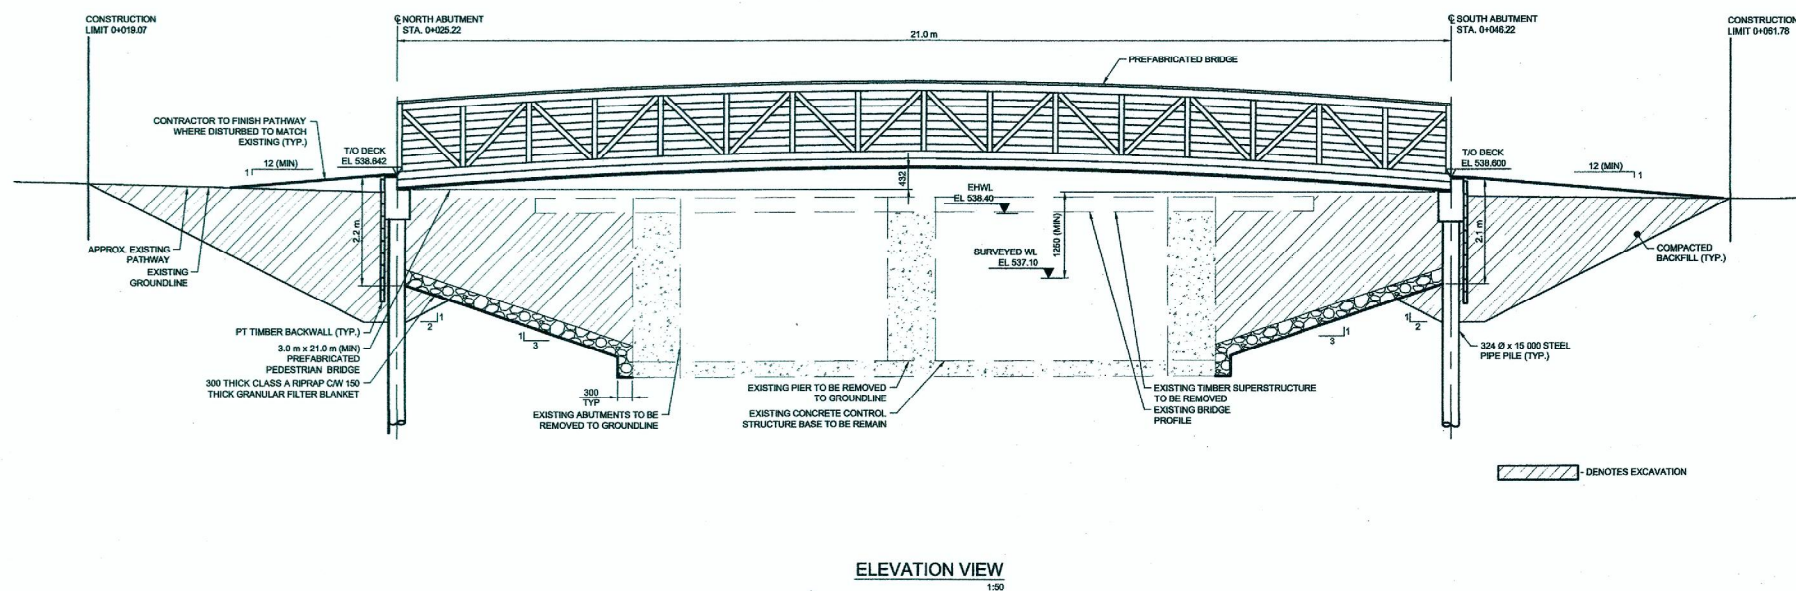 CONSTRUCTION
LIMIT 0+019.07
℄ NORTH ABUTMENT
STA. 0+025.22
21.0 m
℄ SOUTH ABUTMENT
STA. 0+046.22
CONSTRUCTION
LIMIT 0+061.78
PREFABRICATED BRIDGE
CONTRACTOR TO FINISH PATHWAY
WHERE DISTURBED TO MATCH
EXISTING (TYP.)
T/O DECK
EL 538.642
12 (MIN)
1
T/O DECK
EL 538.600
12 (MIN)
1
432
EHWL
EL 538.40
2.2 m
1250 (MIN)
2.1 m
SURVEYED WL
EL 537.10
APPROX. EXISTING
PATHWAY
EXISTING
GROUNDLINE
COMPACTED
BACKFILL (TYP.)
PT TIMBER BACKWALL (TYP.)
3.0 m x 21.0 m (MIN)
PREFABRICATED
PEDESTRIAN BRIDGE
300 THICK CLASS A RIPRAP C/W 150
THICK GRANULAR FILTER BLANKET
1
2
1
3
1
3
1
2
324 Ø x 15 000 STEEL
PIPE PILE (TYP.)
300
TYP
EXISTING ABUTMENTS TO BE
REMOVED TO GROUNDLINE
EXISTING PIER TO BE REMOVED
TO GROUNDLINE
EXISTING CONCRETE CONTROL
STRUCTURE BASE TO BE REMAIN
EXISTING TIMBER SUPERSTRUCTURE
TO BE REMOVED
EXISTING BRIDGE
PROFILE
- DENOTES EXCAVATION
ELEVATION VIEW
1:50